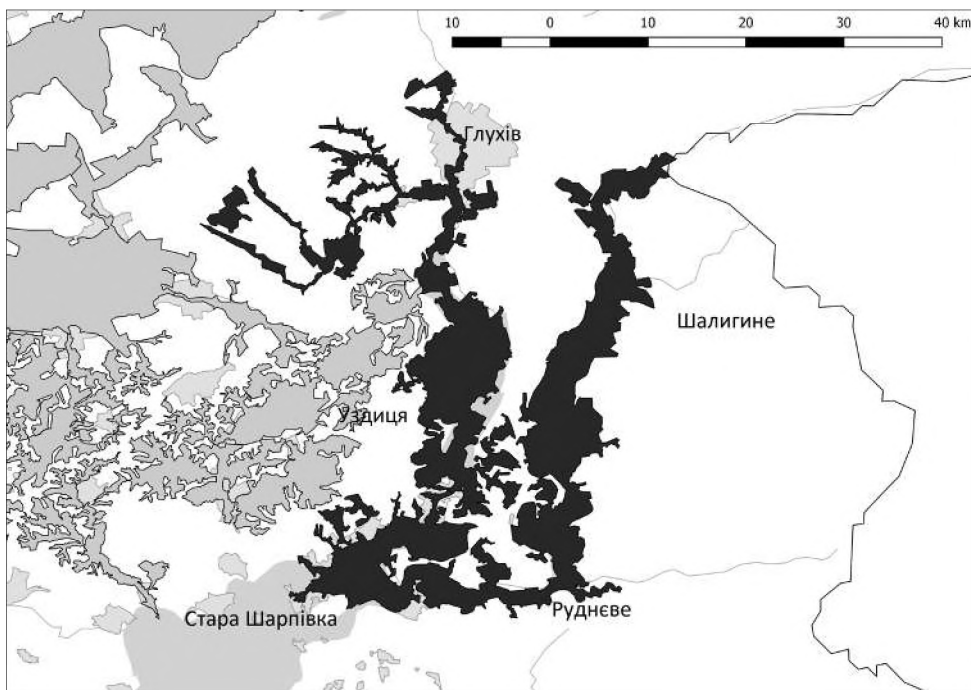 10 0 10 20 30 40 km
Глухів
Шалигине
Уздиця
Стара Шарпівка
Руднєве